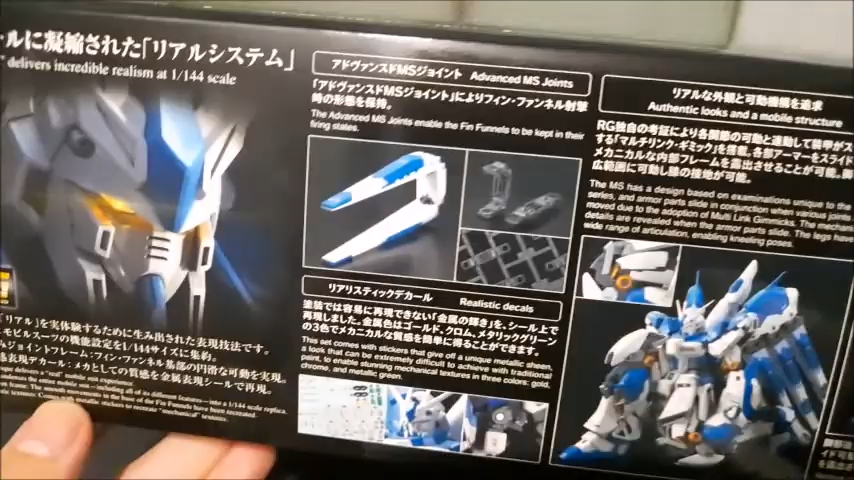 ルに凝縮された「リアルシステム」
delivers incredible realism at 1/144 scale
リアル」を実体験するために生み出された表現技法です。
モビルスーツの機能設定を1/144サイズに集約。
ジョイントフレーム:フィン・ファンネル基部の円滑な可動を実現。
表現デカール:メカとしての質感を金属表現シールで再現。
アドヴァンスドMSジョイント Advanced MS Joints
「アドヴァンスドMSジョイント」によりフィン・ファンネル射撃
時の形態を保持。
The Advanced MS Joints enable the Fin Funnels to be kept in their
firing states.
リアリスティックデカール Realistic decals
塗装では容易に再現できない「金属の輝き」を、シール上で
再現しました。金属色はゴールド、クロム、メタリックグリーン
の3色でメカニカルな質感を簡単に得ることができます。
This set comes with stickers that give off a unique metallic sheen,
a look that can be extremely difficult to achieve with traditional
paint, to enable stunning mechanical textures in three colors: gold,
chrome, and metallic green.
リアルな外観と可動機構を追求
Authentic looks and a mobile structure
RG独自の考証により各関節の可動と連動して装甲がス
する「マルチリンク・ギミック」を搭載。各部アーマーをスライド
メカニカルな内部フレームを露出させることが可能。脚
広範囲に可動し膝の接地が可能。
The MS has a design based on examinations unique to the
series, and armor parts slide in conjunction when various joints
moved due to the adoption of Multi Link Gimmicks. The mechan
details are revealed when the armor parts slide. The legs have
wide range of articulation, enabling kneeling poses.